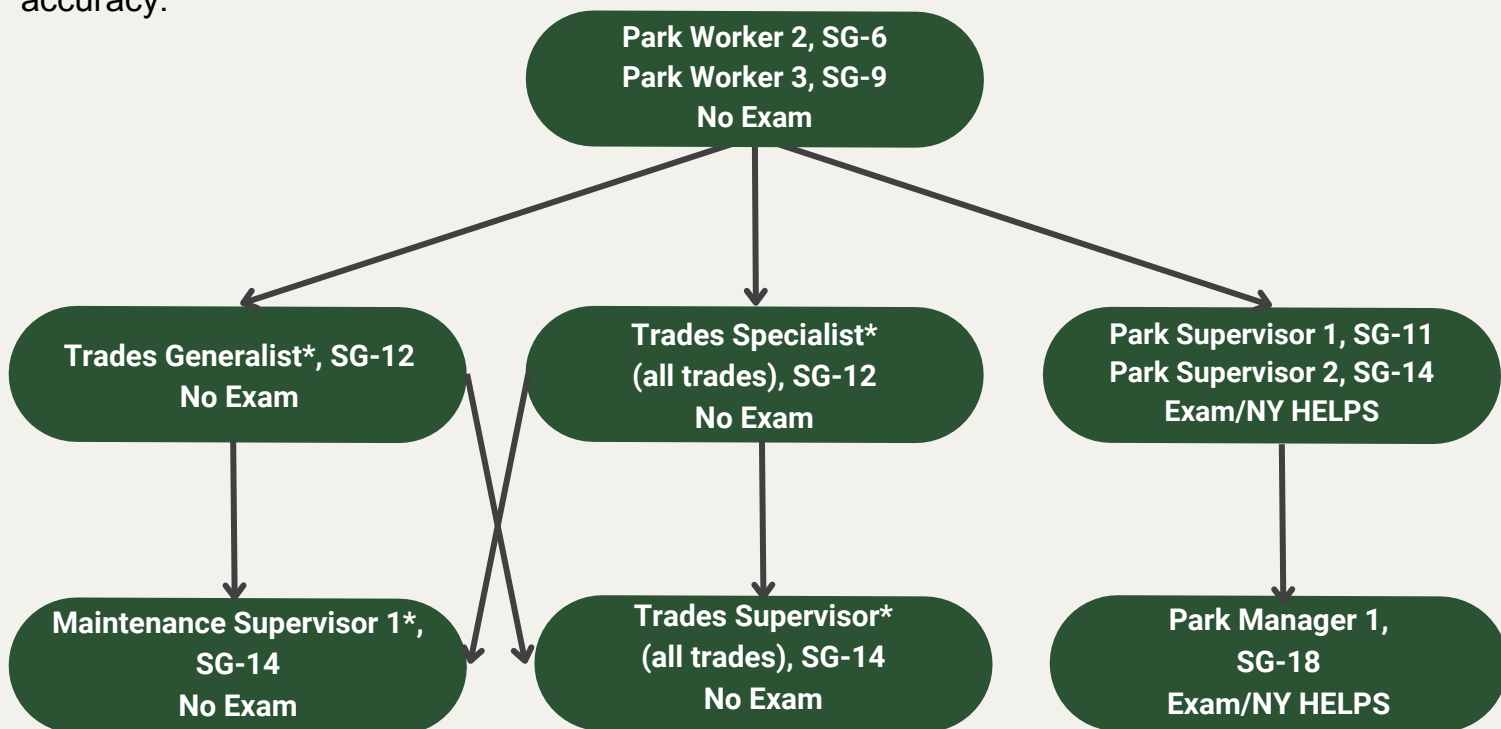 accuracy.
Park Worker 2, SG-6
Park Worker 3, SG-9
No Exam
Trades Generalist*, SG-12
No Exam
Trades Specialist*
(all trades), SG-12
No Exam
Park Supervisor 1, SG-11
Park Supervisor 2, SG-14
Exam/NY HELPS
Maintenance Supervisor 1*,
SG-14
No Exam
Trades Supervisor*
(all trades), SG-14
No Exam
Park Manager 1,
SG-18
Exam/NY HELPS